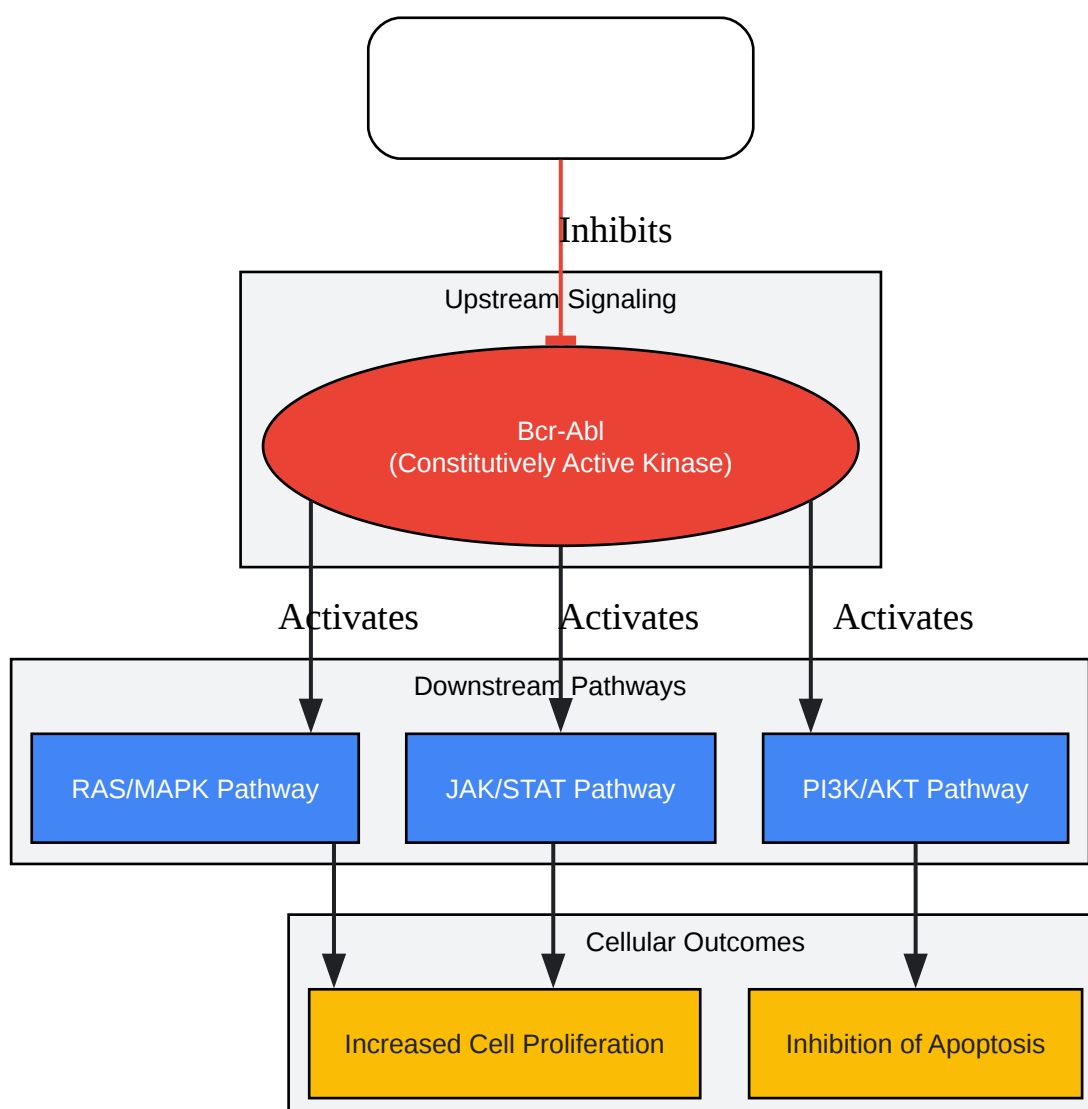 Inhibits
Upstream Signaling
Bcr-Abl
(Constitutively Active Kinase)
Activates
Activates
Activates
Downstream Pathways
RAS/MAPK Pathway
JAK/STAT Pathway
PI3K/AKT Pathway
Cellular Outcomes
Increased Cell Proliferation
Inhibition of Apoptosis